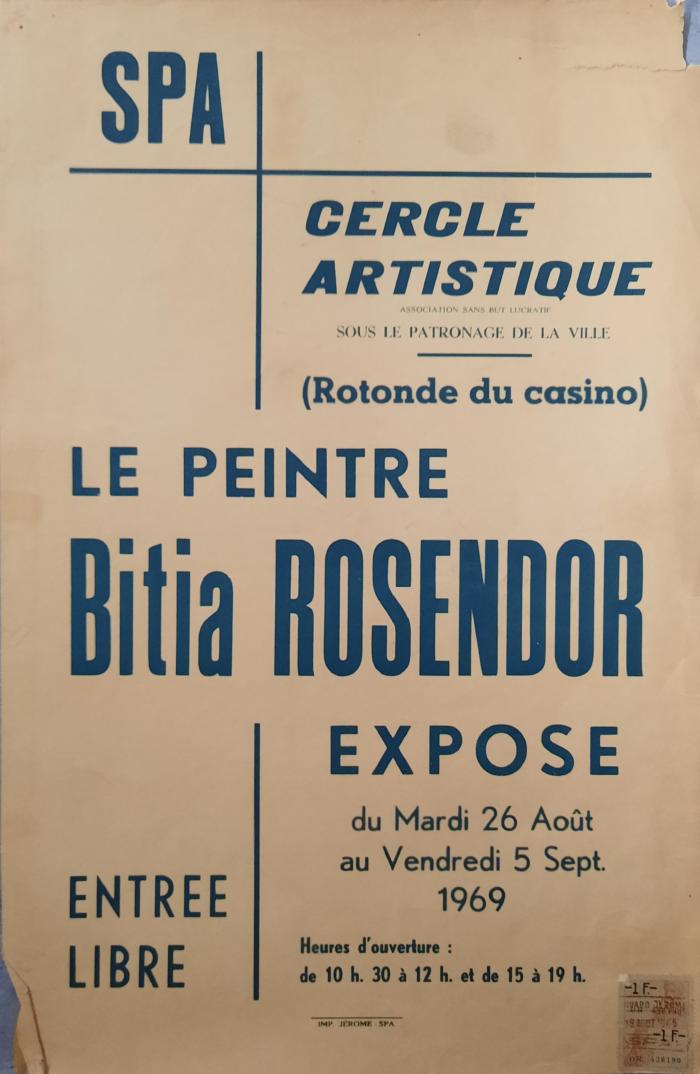 SPA
CERCLE
ARTISTIQUE
ASSOCIATION SANS BUT LUCRATIF
SOUS LE PATRONAGE DE LA VILLE
(Rotonde du casino)
LE PEINTRE
Bitia ROSENDOR
EXPOSE
du Mardi 26 Août
au Vendredi 5 Sept.
1969
ENTREE
LIBRE
Heures d'ouverture :
de 10 h. 30 à 12 h. et de 15 à 19 h.
IMP. JÉROME - SPA
-1 F-
-1 F-